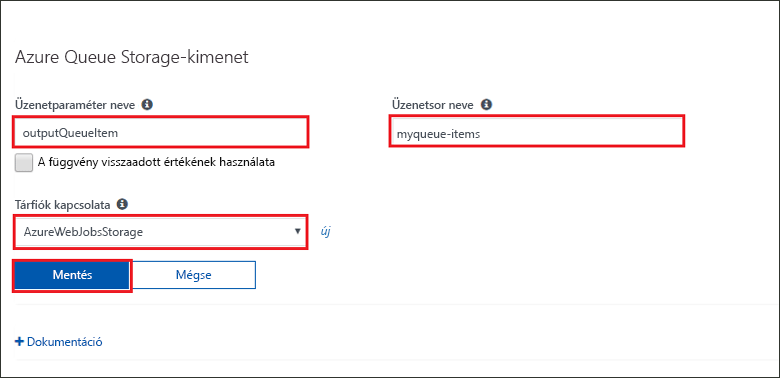 Azure Queue Storage-kimenet
Üzenetparaméter neve
Üzenetsor neve
outputQueueItem
myqueue-items
A függvény visszaadott értékének használata
Tárfiók kapcsolata
AzureWebJobsStorage
új
Mentés
Mégse
+ Dokumentáció